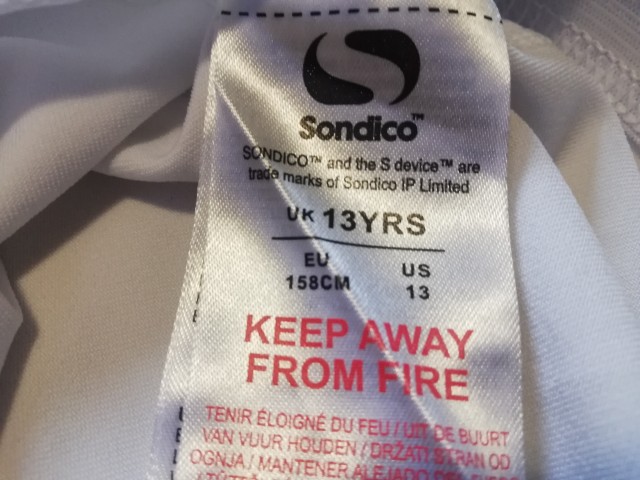 Sondico™
SONDICO™ and the S device™ are
trade marks of Sondico IP Limited
UK 13YRS
EU
158CM
US
13
KEEP AWAY
FROM FIRE
TENIR ÉLOIGNÉ DU FEU / UIT DE BUURT
VAN VUUR HOUDEN / DRŽATI STRAN OD
OGNJA / MANTENER ALEJADO DEL